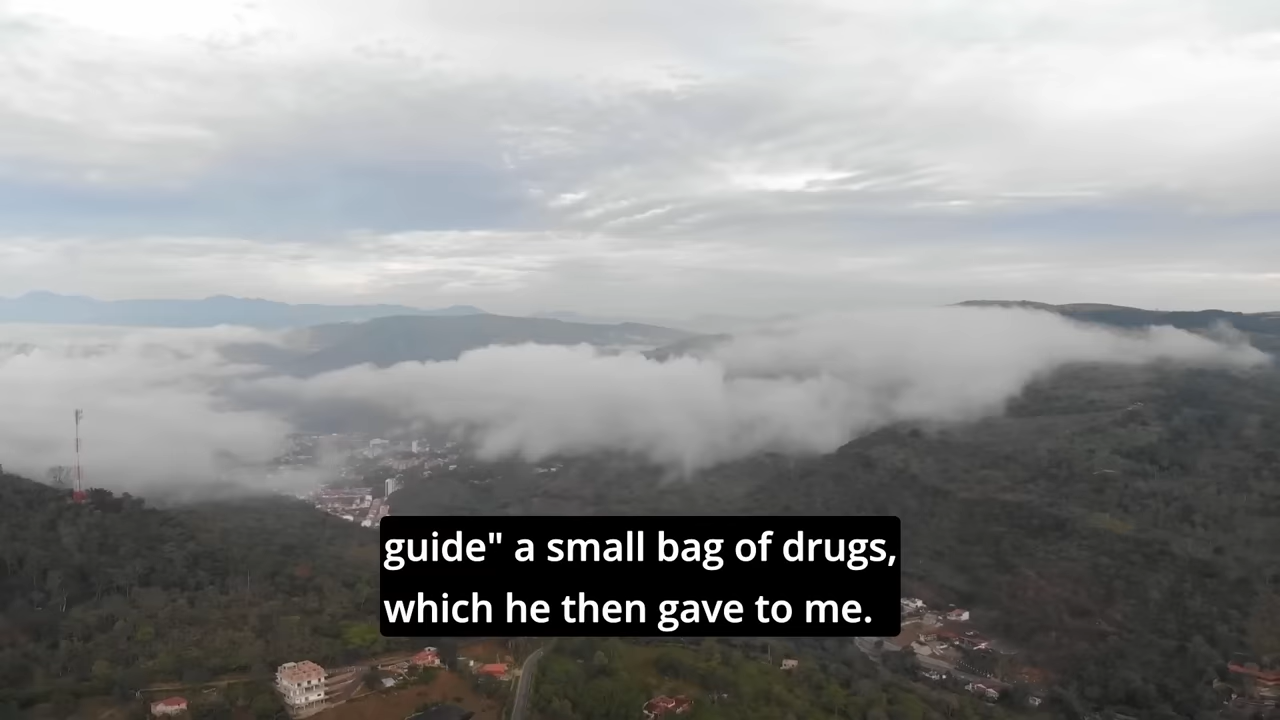 guide" a small bag of drugs,
which he then gave to me.